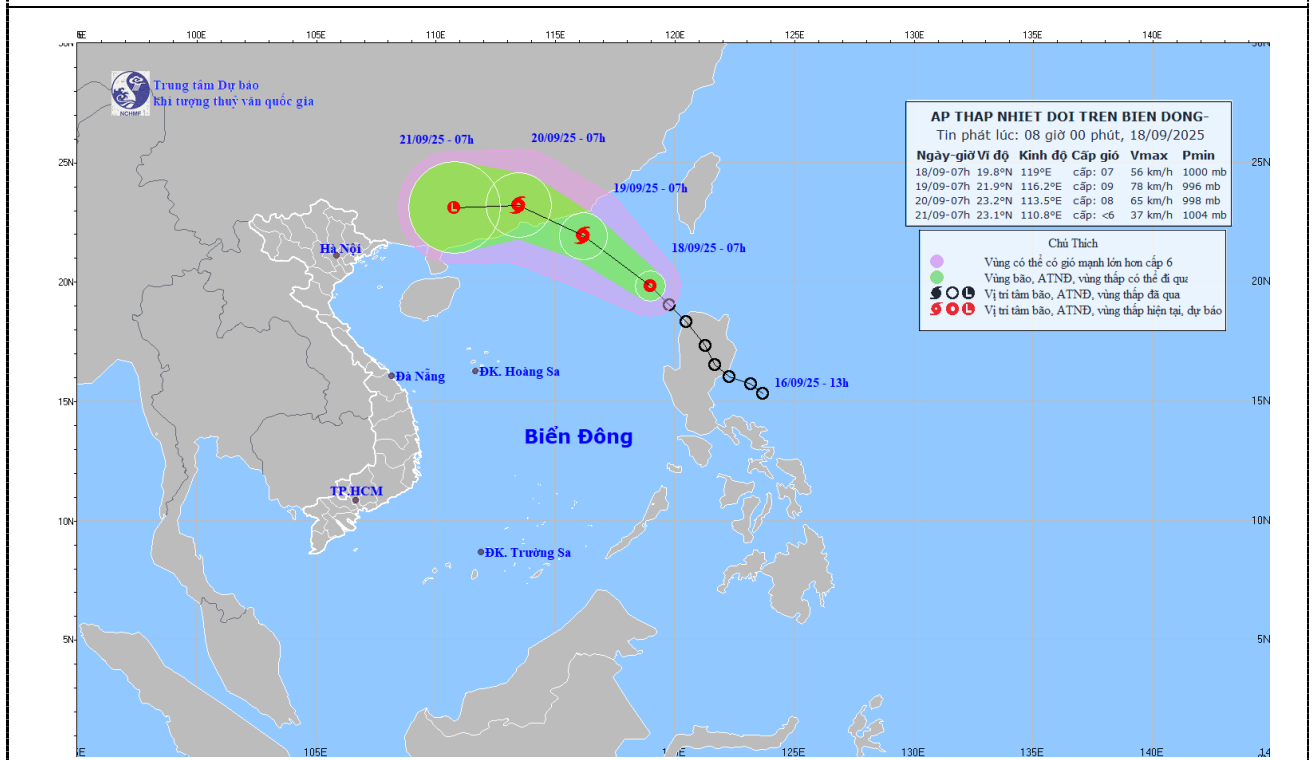 100E 105E 110E 115E 120E 125E 130E 135E 140E
Trung tâm Dự báo
khí tượng thuỷ văn quốc gia
NCHMF
AP THAP NHIET DOI TREN BIEN DONG-
Tin phát lúc: 08 giờ 00 phút, 18/09/2025
Ngày-giờ Vĩ độ Kinh độ Cấp gió Vmax Pmin
18/09-07h 19.8°N 119°E cấp: 07 56 km/h 1000 mb
19/09-07h 21.9°N 116.2°E cấp: 09 78 km/h 996 mb
20/09-07h 23.2°N 113.5°E cấp: 08 65 km/h 998 mb
21/09-07h 23.1°N 110.8°E cấp: <6 37 km/h 1004 mb
21/09/25 - 07h
20/09/25 - 07h
25N 25N
19/09/25 - 07h
L
18/09/25 - 07h
Hà Nội
Chú Thích
Vùng có thể có gió mạnh lớn hơn cấp 6
Vùng bão, ATNĐ, vùng thấp có thể đi qua
L Vị trí tâm bão, ATNĐ, vùng thấp đã qua
L Vị trí tâm bão, ATNĐ, vùng thấp hiện tại, dự báo
20N 20N
Đà Nẵng
ĐK. Hoàng Sa
16/09/25 - 13h
15N 15N
Biển Đông
TP.HCM
10N 10N
ĐK. Trường Sa
5N 5N
105E 110E 125E 130E 135E 140E